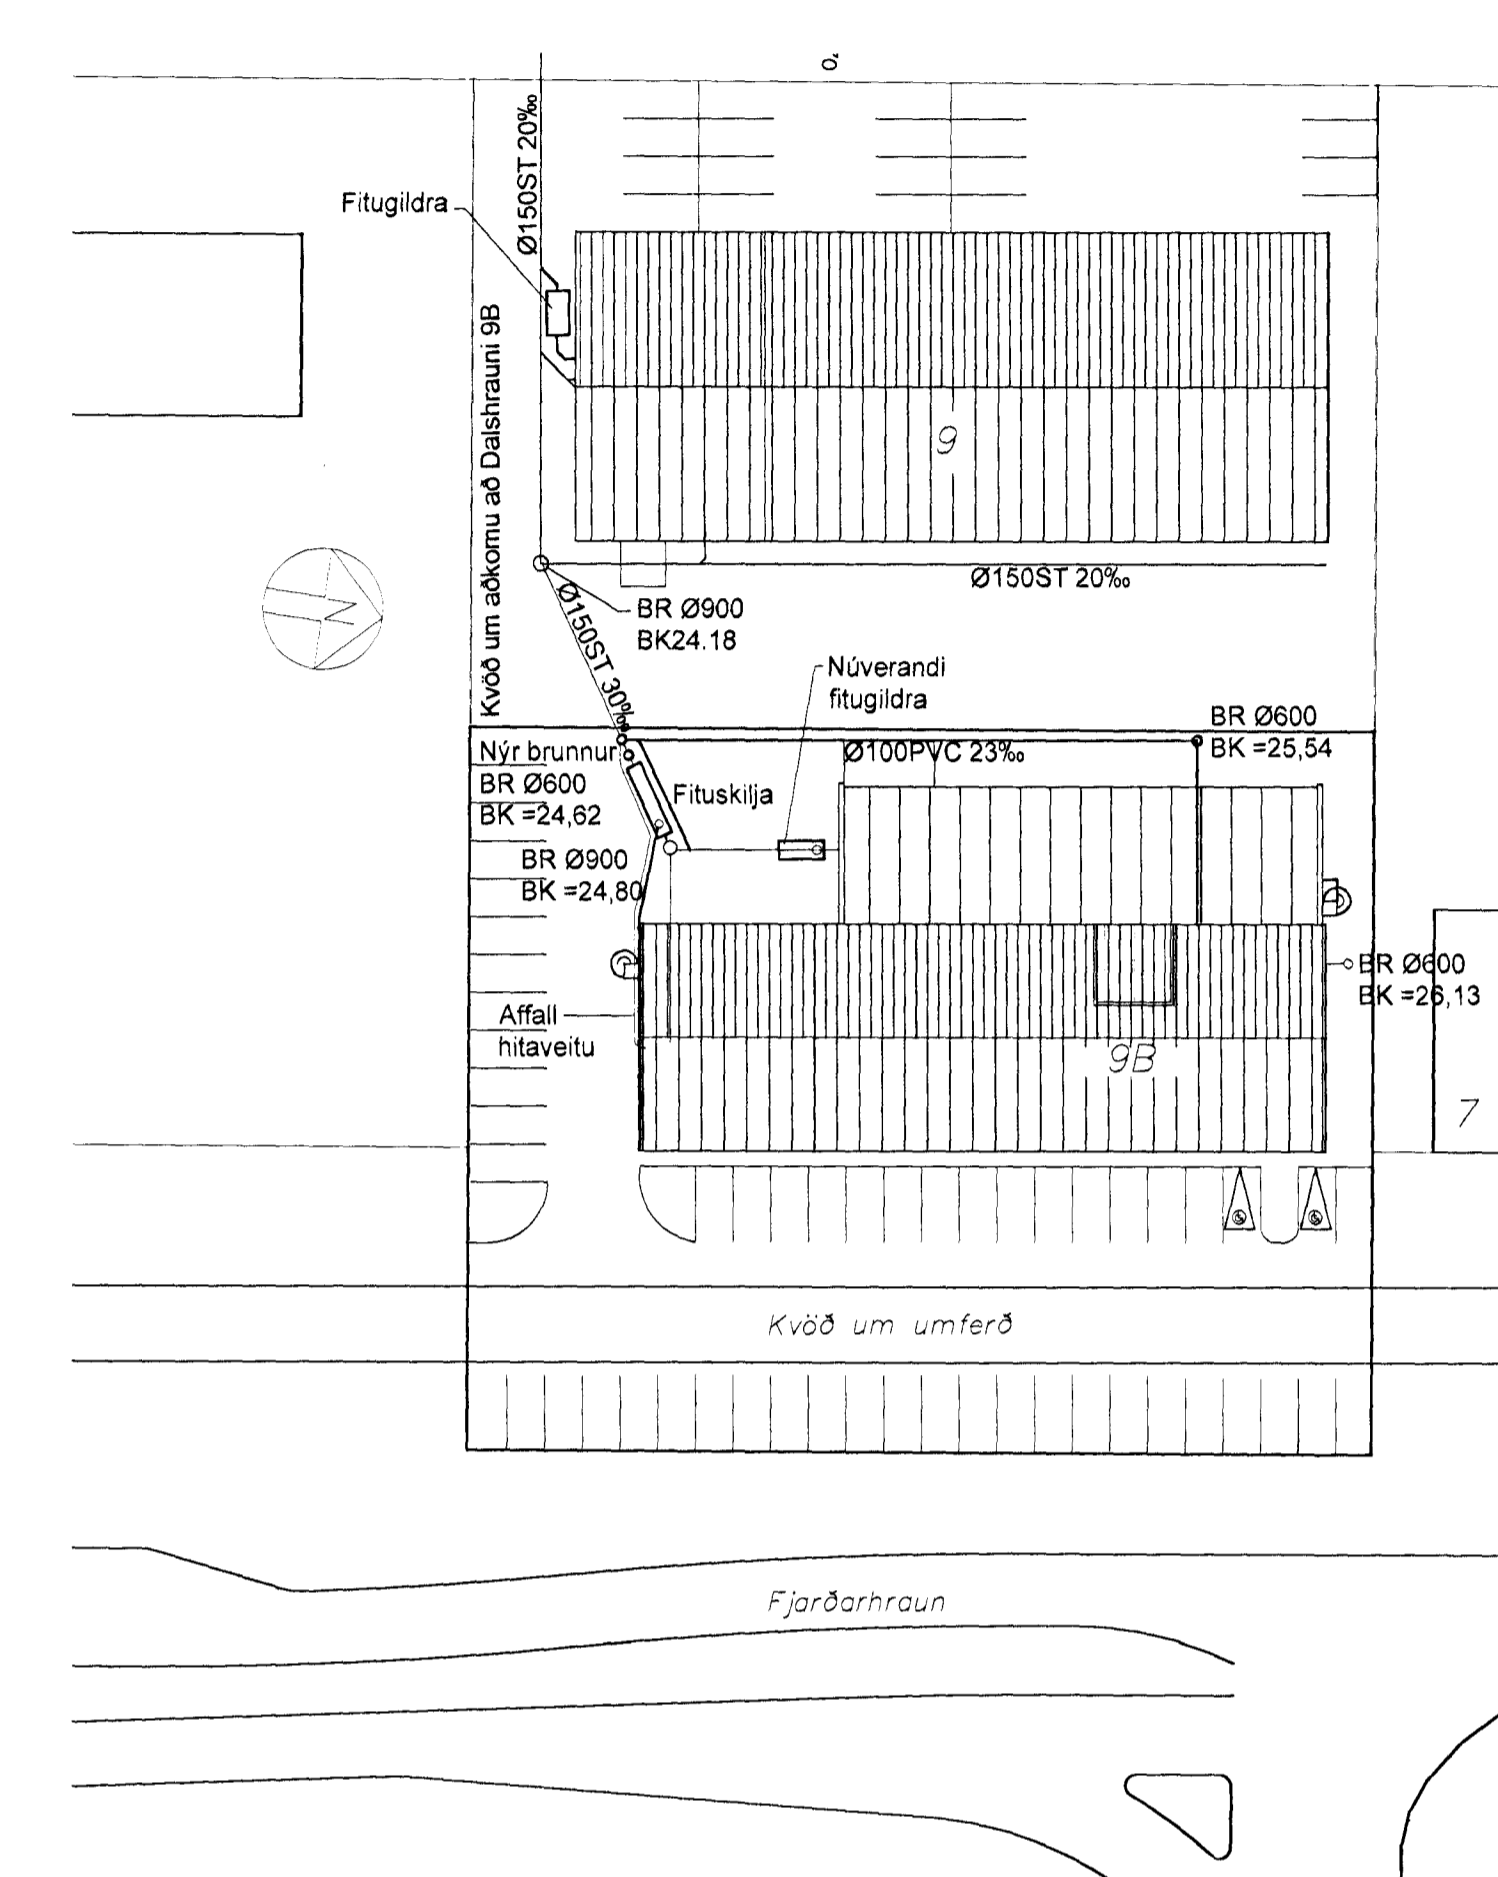 Ø150ST 20‰
Fitugildra
Kvöð um aðkomu að Dalshrauni 9B
9
Ø150ST 20‰
Ø150ST 30‰
BR Ø900
BK24.18
N
Núverandi
fitugildra
BR Ø600
BK =25,54
Nýr brunnur
BR Ø600
BK =24,62
Ø100PVC 23‰
Fituskilja
BR Ø900
BK =24,80
BR Ø600
BK =26,13
Affall
hitaveitu
9B
7
Kvöð um umferð
Fjarðarhraun